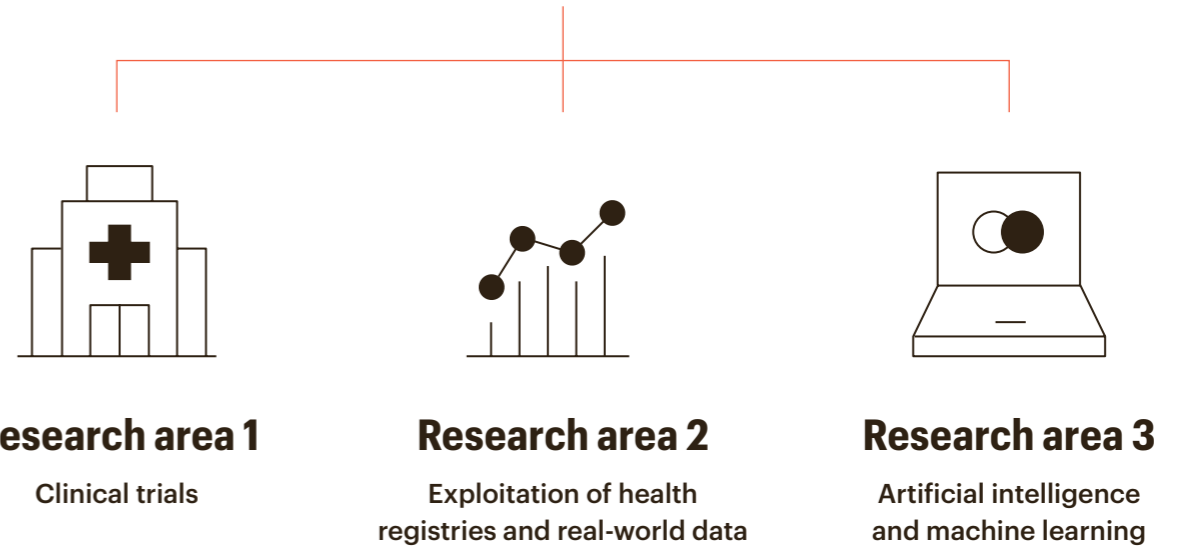 esearch area 1
Clinical trials
Research area 2
Exploitation of health
registries and real-world data
Research area 3
Artificial intelligence
and machine learning